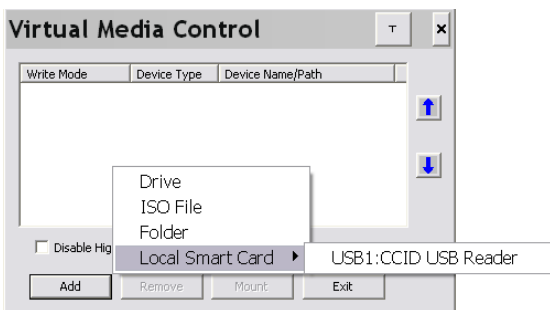 Virtual Media Control
T
×
Write Mode Device Type Device Name/Path
Drive
ISO File
Folder
Disable Hig
Local Smart Card USB1:CCID USB Reader
Add Remove Mount Exit